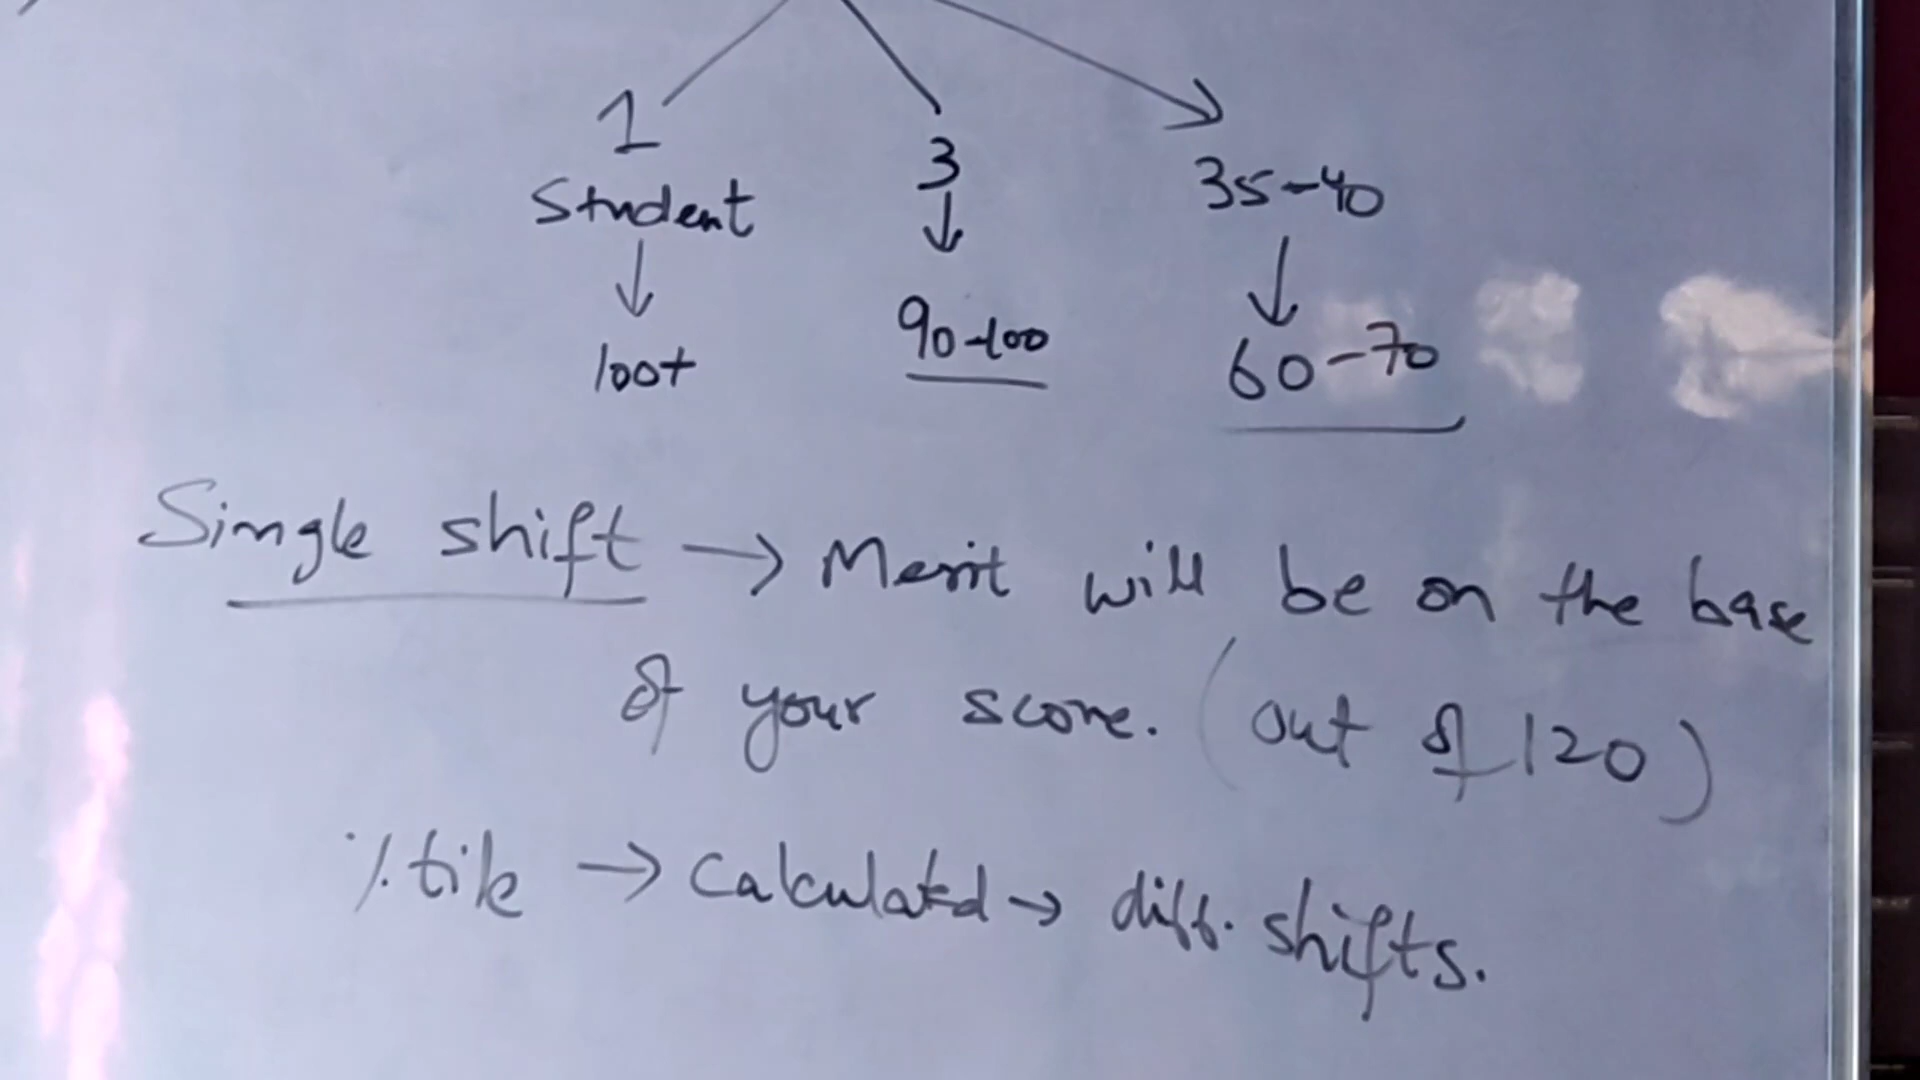 1 3 35-40
Student
100+ 90-100 60-70
Single shift → Merit will be on the base
of your score. (out of 120)
%tile → Calculated → diff. shifts.